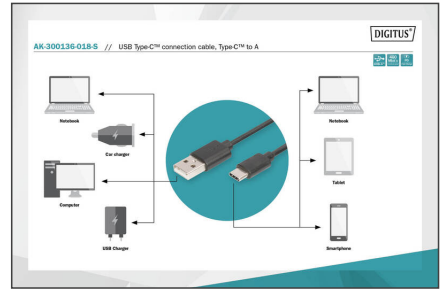 DIGITUS®
AK-300136-018-S // USB Type-C™ connection cable, Type-C™ to A
Notebook
Notebook
Car charger
Computer
Tablet
USB Charger
Smartphone